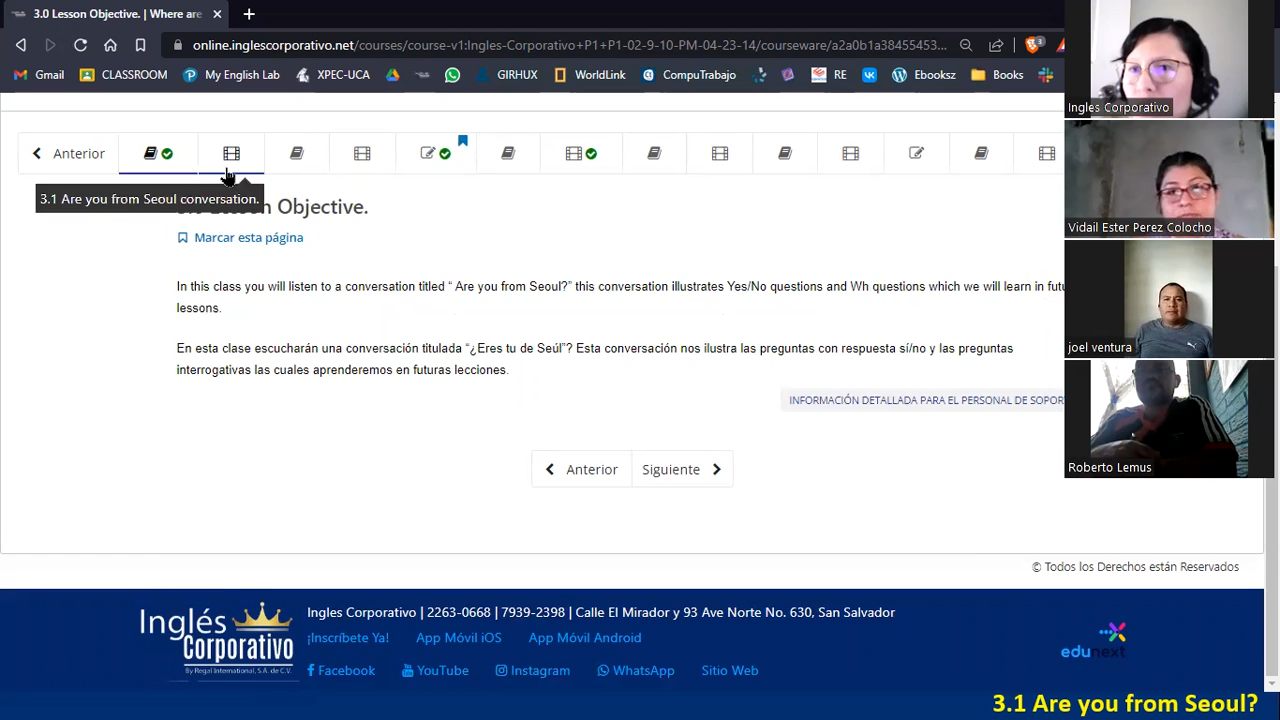 3.0 Lesson Objective. | Where are
online.inglescorporativo.net/courses/course-v1:Ingles-Corporativo+P1+P1-02-9-10-PM-04-23-14/courseware/a2a0b1a38455453...
3
Gmail
CLASSROOM
My English Lab
XPEC-UCA
GIRHUX
WorldLink
Computrabajo
RE
WordPress
Ebooksz
Books
Anterior
3.1 Are you from Seoul conversation.
Lesson Objective.
Marcar esta página
In this class you will listen to a conversation titled “ Are you from Seoul?” this conversation illustrates Yes/No questions and Wh questions which we will learn in futu
lessons.
En esta clase escucharán una conversación titulada “¿Eres tu de Seúl”? Esta conversación nos ilustra las preguntas con respuesta sí/no y las preguntas
interrogativas las cuales aprenderemos en futuras lecciones.
INFORMACIÓN DETALLADA PARA EL PERSONAL DE SOPOR
Anterior
Siguiente
© Todos los Derechos están Reservados
Inglés
Corporativo
By Regal International, S.A. de C.V.
Ingles Corporativo | 2263-0668 | 7939-2398 | Calle El Mirador y 93 Ave Norte No. 630, San Salvador
¡Inscríbete Ya!
App Móvil iOS
App Móvil Android
Facebook
YouTube
Instagram
WhatsApp
Sitio Web
edunext
Ingles Corporativo
Vidail Ester Perez Colocho
joel ventura
Roberto Lemus
3.1 Are you from Seoul?